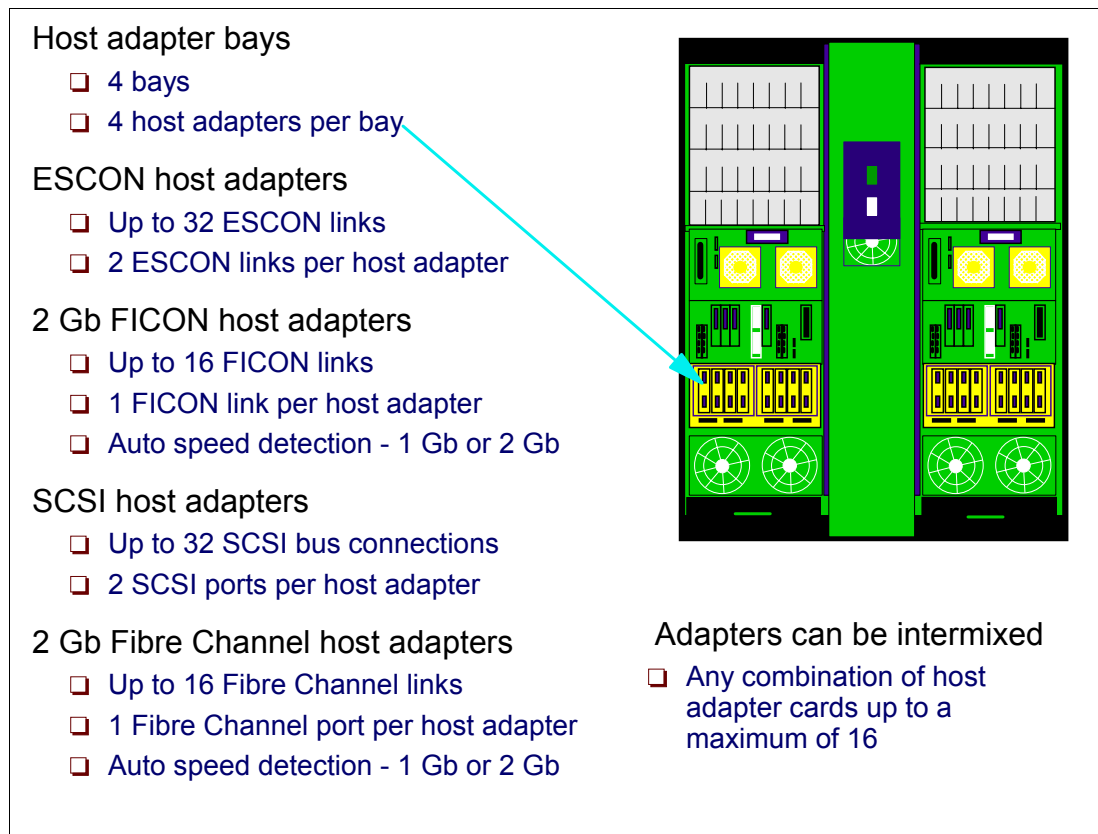 Host adapter bays
❑ 4 bays
❑ 4 host adapters per bay
ESCON host adapters
❑ Up to 32 ESCON links
❑ 2 ESCON links per host adapter
2 Gb FICON host adapters
❑ Up to 16 FICON links
❑ 1 FICON link per host adapter
❑ Auto speed detection - 1 Gb or 2 Gb
SCSI host adapters
❑ Up to 32 SCSI bus connections
❑ 2 SCSI ports per host adapter
2 Gb Fibre Channel host adapters
❑ Up to 16 Fibre Channel links
❑ 1 Fibre Channel port per host adapter
❑ Auto speed detection - 1 Gb or 2 Gb
Adapters can be intermixed
❑ Any combination of host
adapter cards up to a
maximum of 16